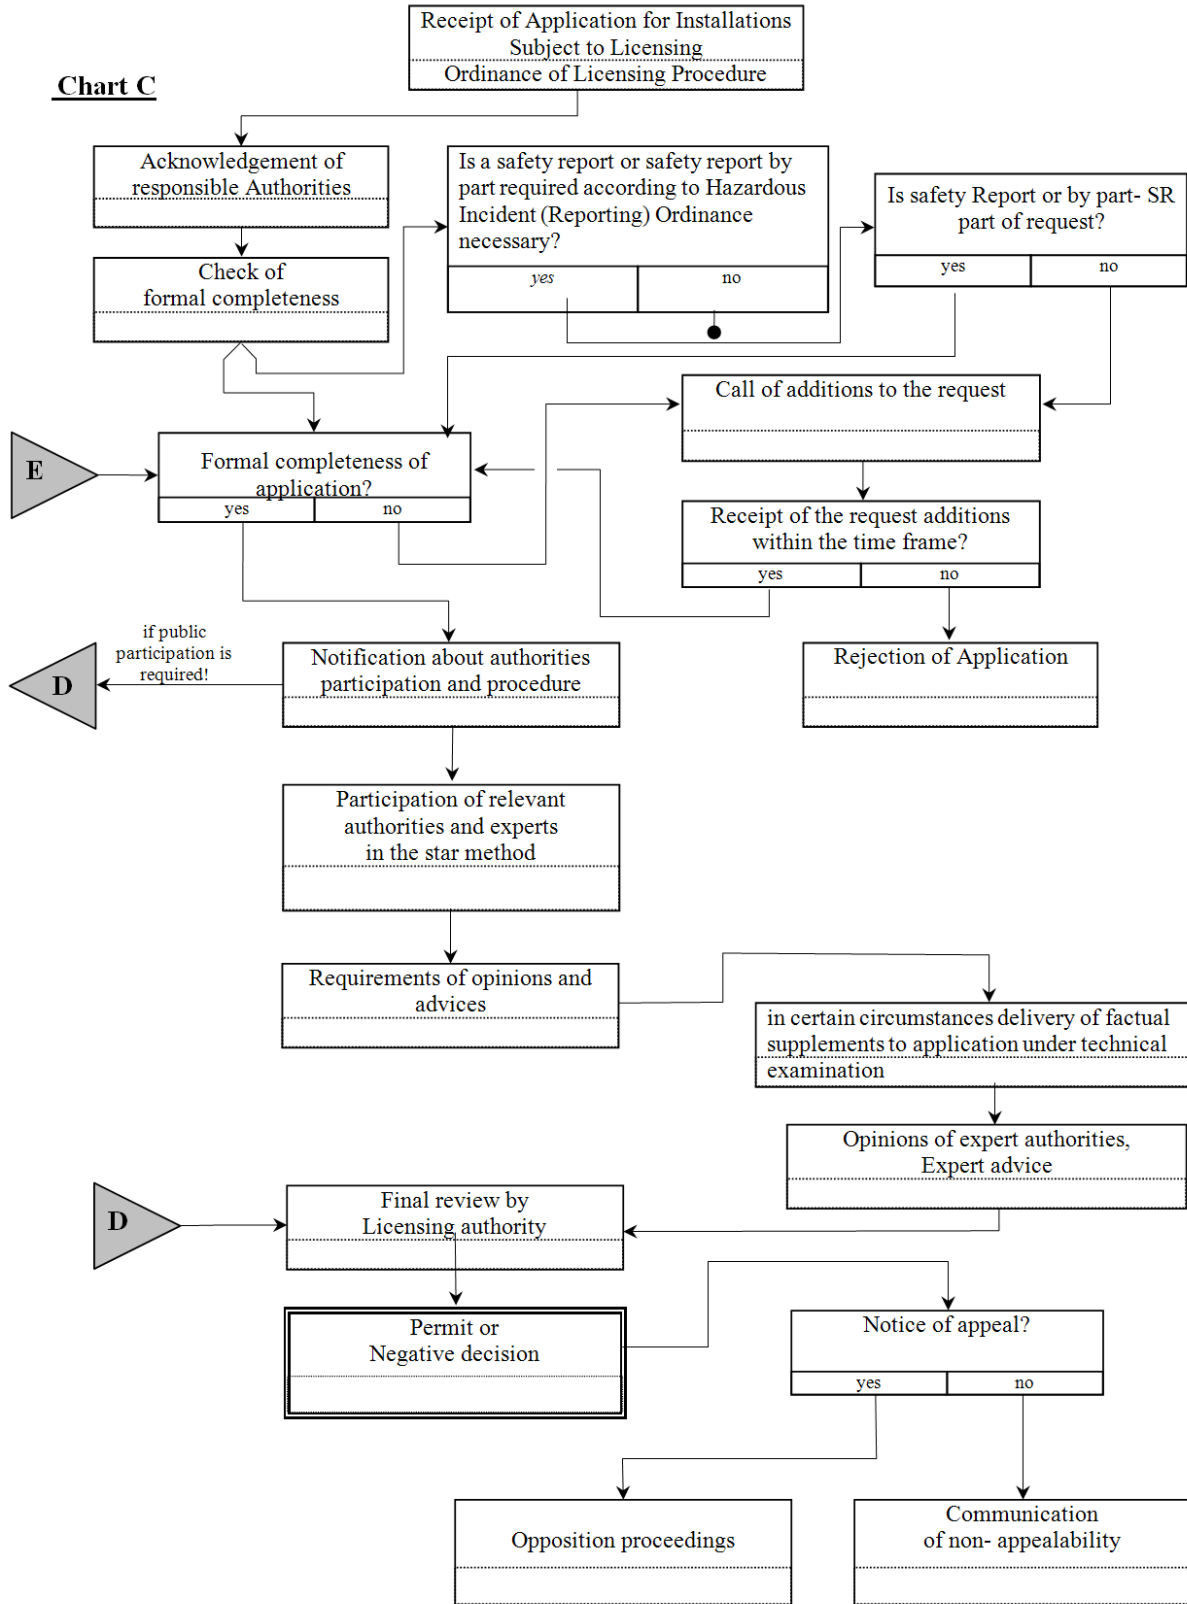 Receipt of Application for Installations
Subject to Licensing
Ordinance of Licensing Procedure
Chart C
Acknowledgement of
responsible Authorities
Is a safety report or safety report by
part required according to Hazardous
Incident (Reporting) Ordinance
necessary?
yes
no
Is safety Report or by part- SR
part of request?
yes
no
Check of
formal completeness
Call of additions to the request
E
Formal completeness of
application?
yes
no
Receipt of the request additions
within the time frame?
yes
no
if public
participation is
required!
D
Notification about authorities
participation and procedure
Rejection of Application
Participation of relevant
authorities and experts
in the star method
Requirements of opinions and
advices
in certain circumstances delivery of factual
supplements to application under technical
examination
Opinions of expert authorities,
Expert advice
D
Final review by
Licensing authority
Permit or
Negative decision
Notice of appeal?
yes
no
Opposition proceedings
Communication
of non- appealability